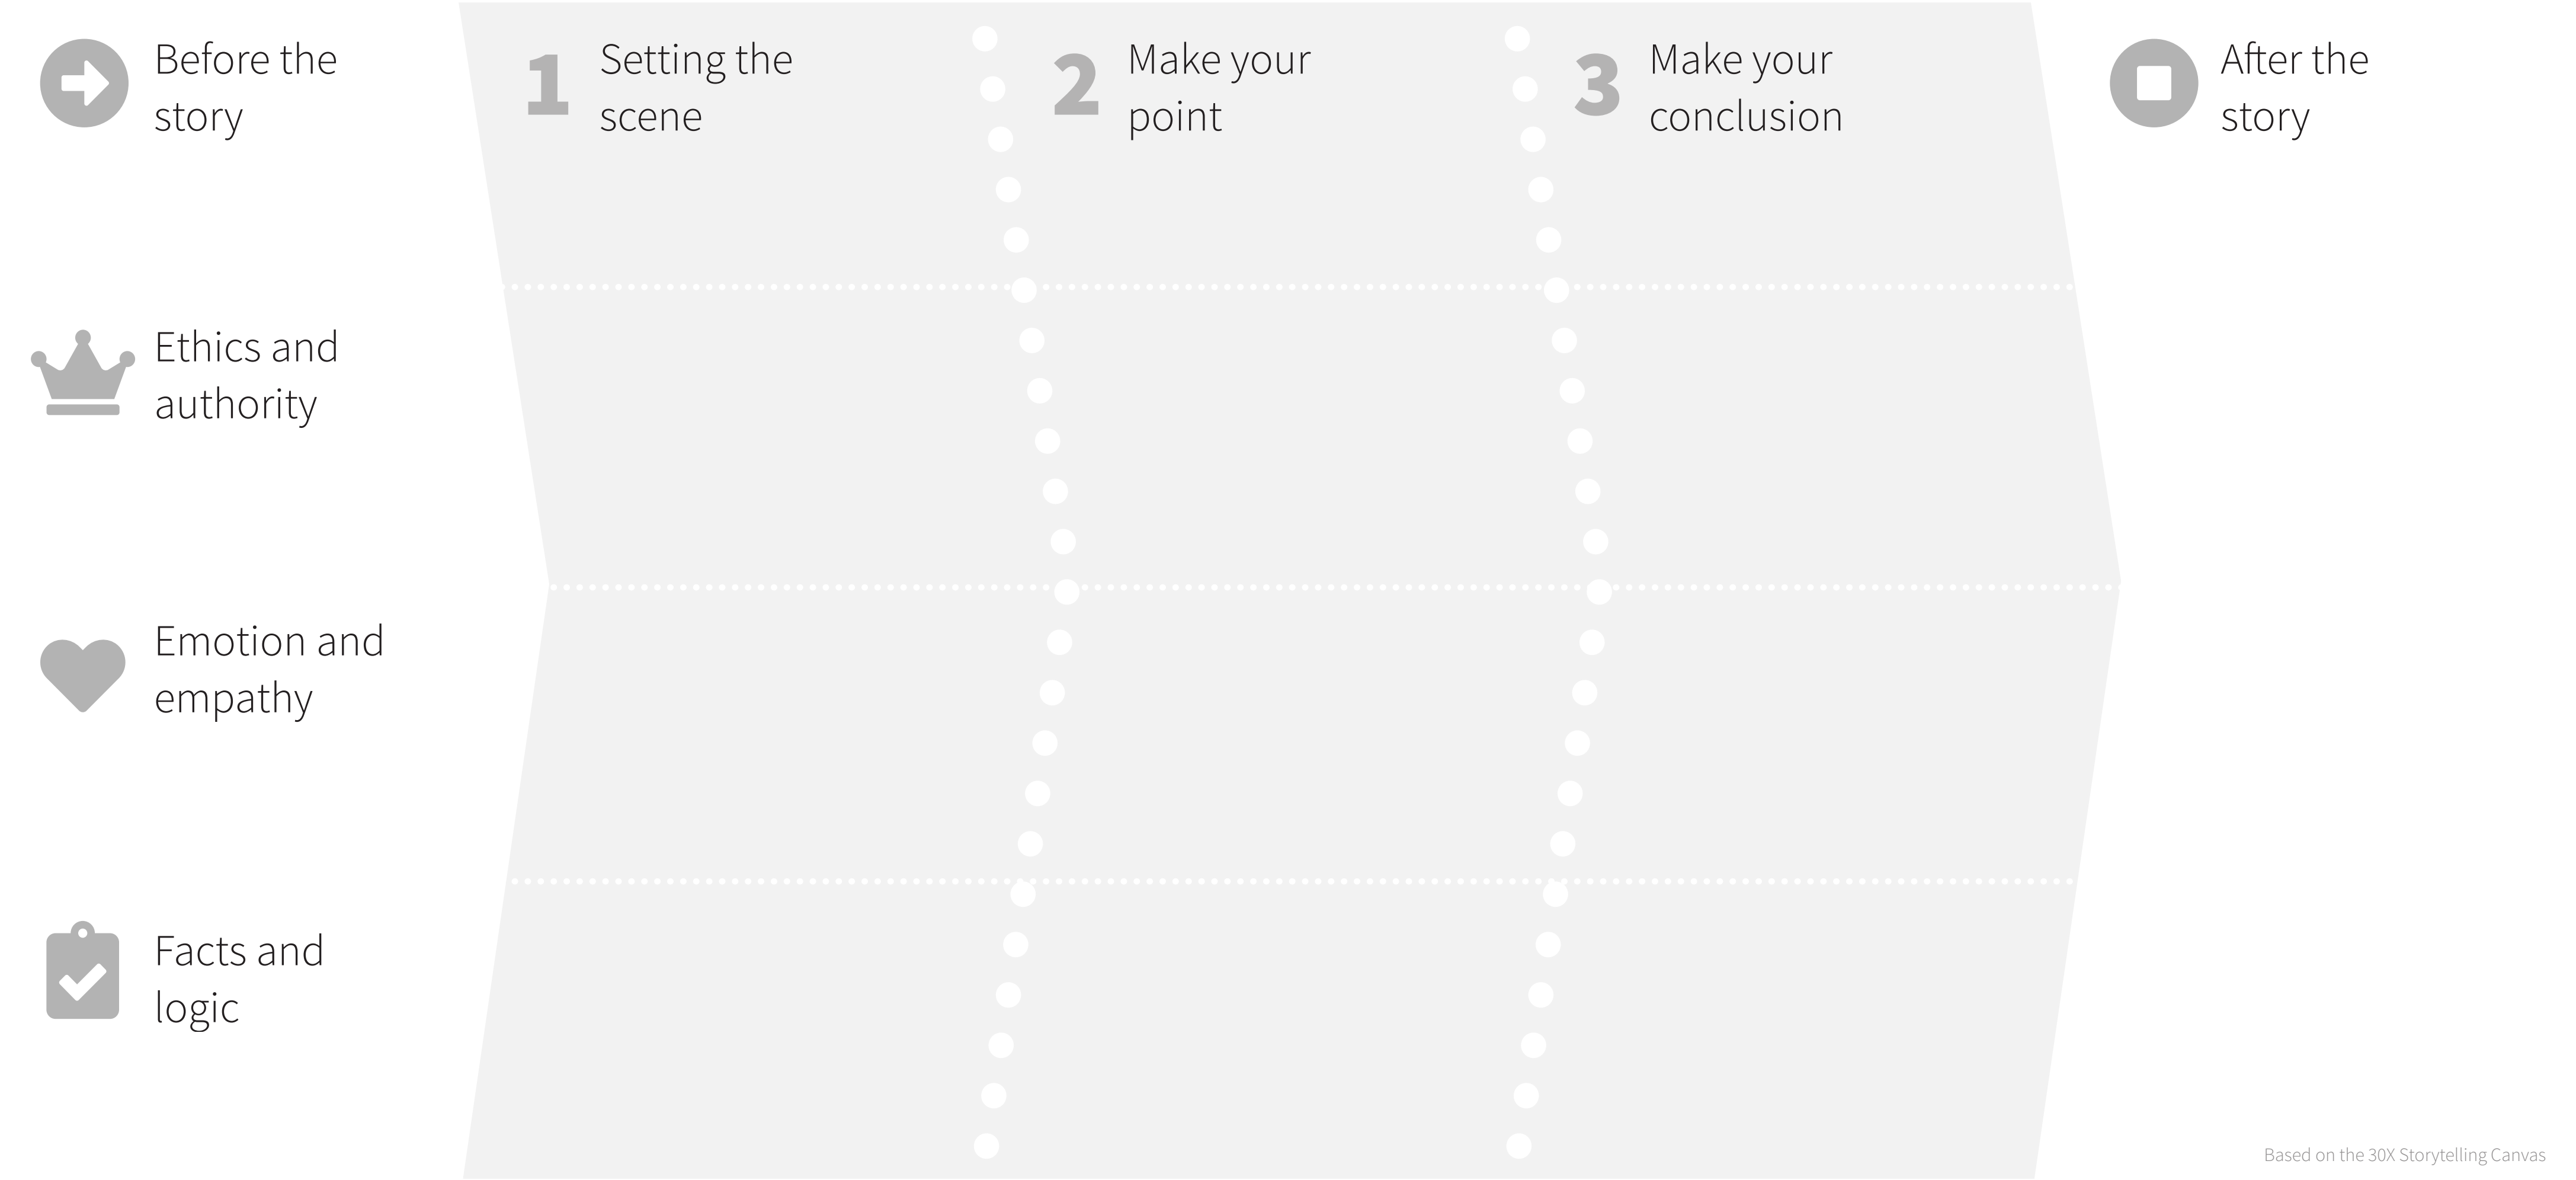 Before the
story
1
Setting the
scene
2
Make your
point
3
Make your
conclusion
After the
story
Ethics and
authority
Emotion and
empathy
Facts and
logic
Based on the 30X Storytelling Canvas